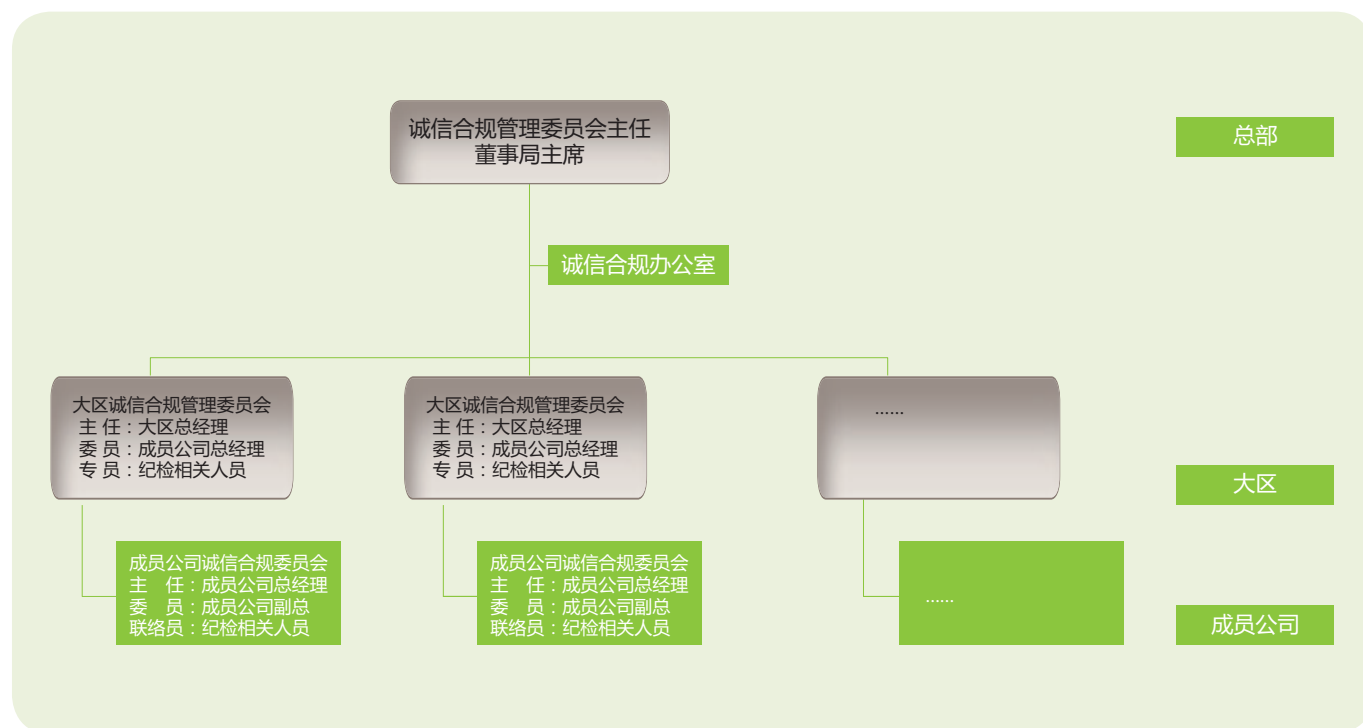 诚信合规管理委员会主任
董事局主席
总部
诚信合规办公室
大区诚信合规管理委员会
主 任：大区总经理
委 员：成员公司总经理
专 员：纪检相关人员
大区诚信合规管理委员会
主 任：大区总经理
委 员：成员公司总经理
专 员：纪检相关人员
……
大区
成员公司诚信合规委员会
主　任：成员公司总经理
委　员：成员公司副总
联络员：纪检相关人员
成员公司诚信合规委员会
主　任：成员公司总经理
委　员：成员公司副总
联络员：纪检相关人员
……
成员公司